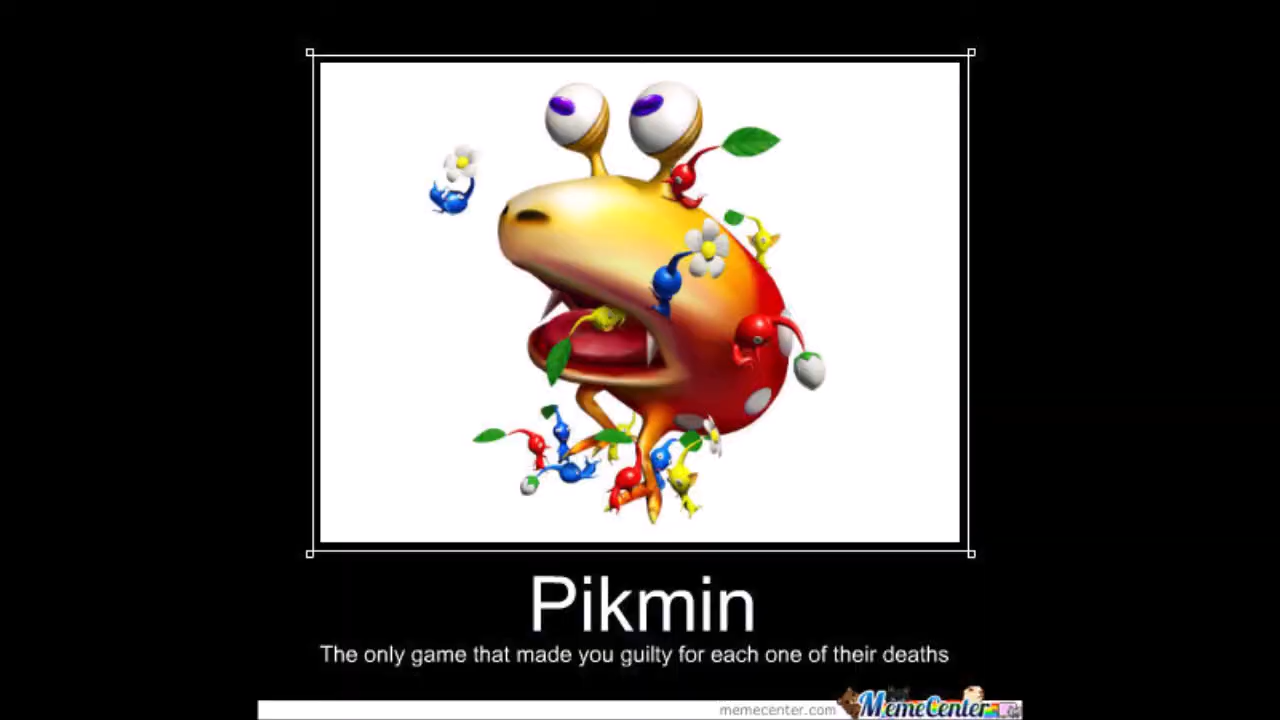 Pikmin
The only game that made you guilty for each one of their deaths
memecenter.com MemeCenter